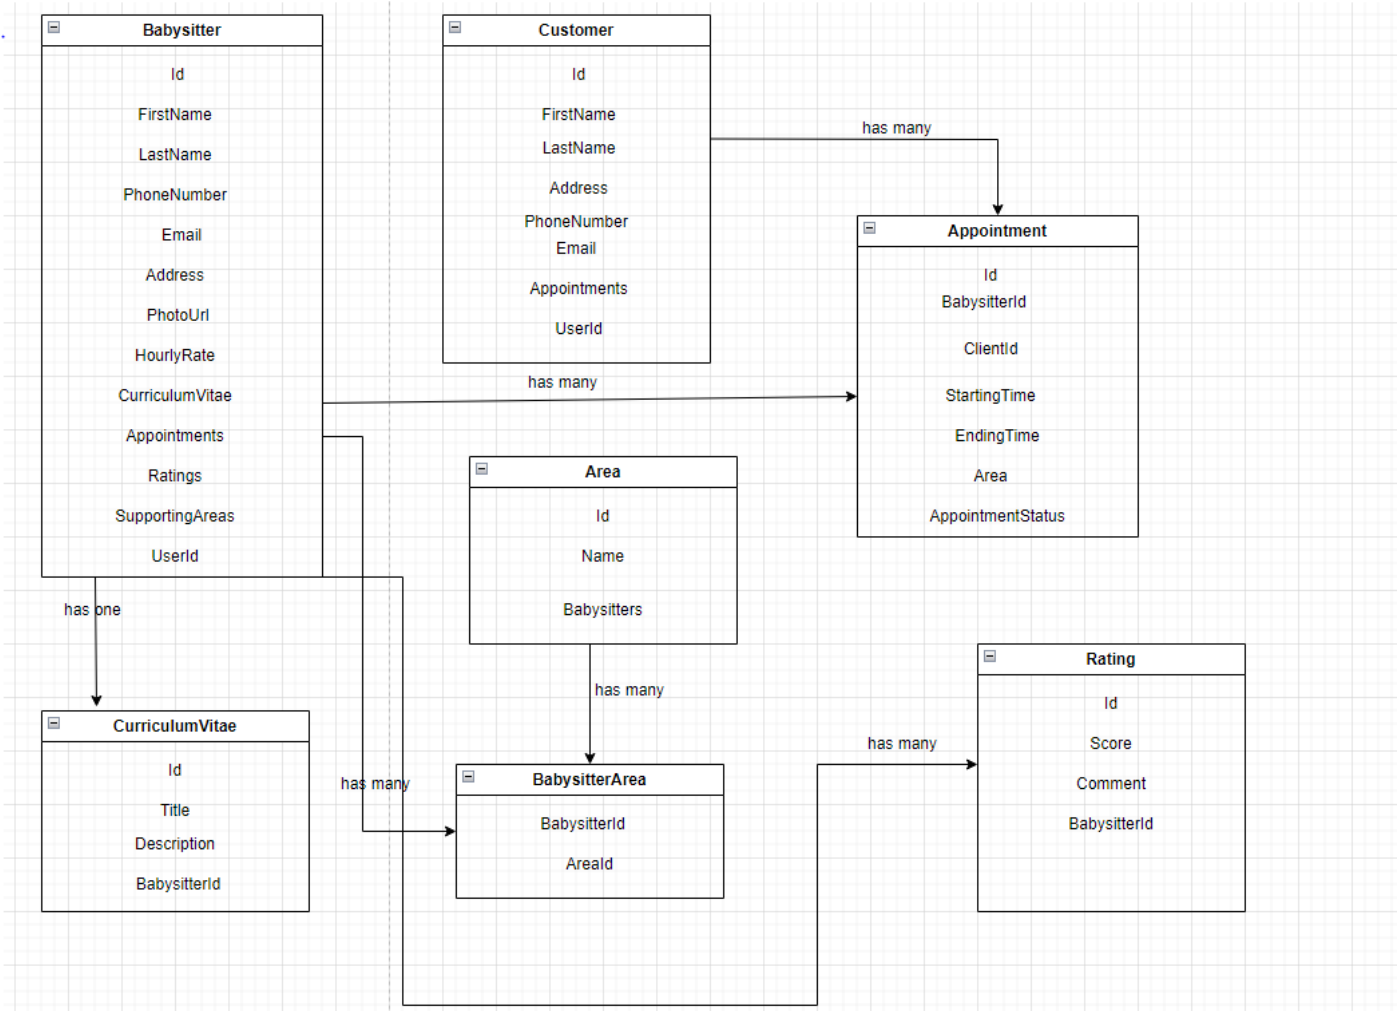 Babysitter
Id
FirstName
LastName
PhoneNumber
Email
Address
PhotoUrl
HourlyRate
CurriculumVitae
Appointments
Ratings
SupportingAreas
UserId
Customer
Id
FirstName
LastName
Address
PhoneNumber
Email
Appointments
UserId
has many
Appointment
Id
BabysitterId
ClientId
StartingTime
EndingTime
Area
AppointmentStatus
has many
Area
Id
Name
Babysitters
has one
has many
CurriculumVitae
Id
Title
Description
BabysitterId
has many
BabysitterArea
BabysitterId
AreaId
has many
Rating
Id
Score
Comment
BabysitterId